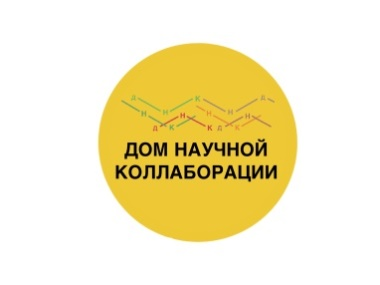 Д Н К Н Д
Н Н
Д К К Д К
ДОМ НАУЧНОЙ
КОЛЛАБОРАЦИИ